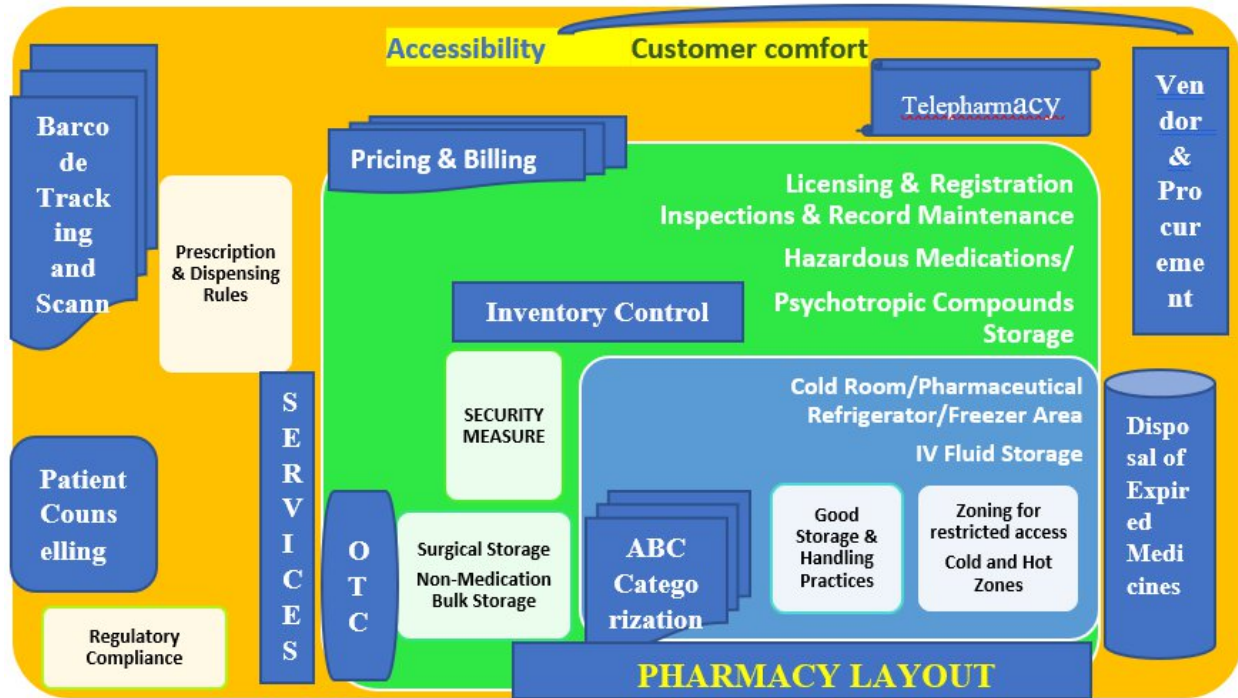 Accessibility
Customer comfort
Barco
de
Track
ing
and
Scann
Telepharmacy
Ven
dor
&
Pro
cur
eme
nt
Pricing & Billing
Prescription
& Dispensing
Rules
Licensing & Registration
Inspections & Record Maintenance
Hazardous Medications/
Psychotropic Compounds
Storage
Inventory Control
SECURITY
MEASURE
Cold Room/Pharmaceutical
Refrigerator/Freezer Area
IV Fluid Storage
S
E
R
V
I
C
E
S
Patient
Couns
elling
O
T
C
Surgical Storage
Non-Medication
Bulk Storage
ABC
Catego
rization
Good
Storage &
Handling
Practices
Zoning for
restricted access
Cold and Hot
Zones
Dispo
sal of
Expir
ed
Medi
cines
Regulatory
Compliance
PHARMACY LAYOUT